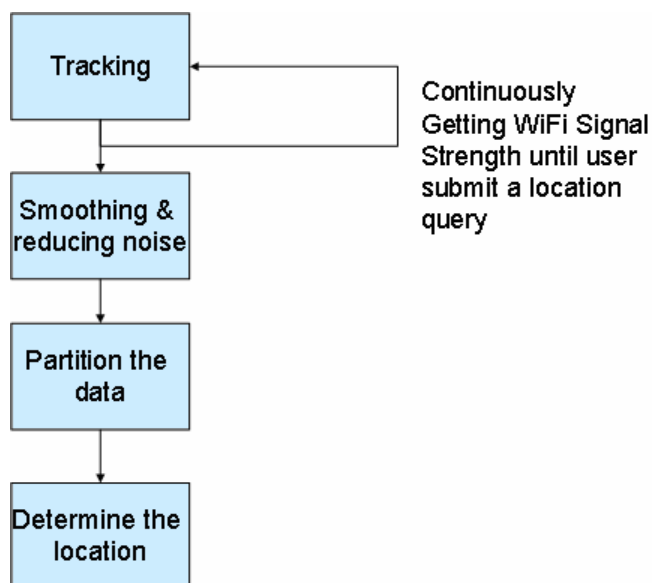 Tracking
Continuously
Getting WiFi Signal
Strength until user
submit a location
query
Smoothing &
reducing noise
Partition the
data
Determine the
location